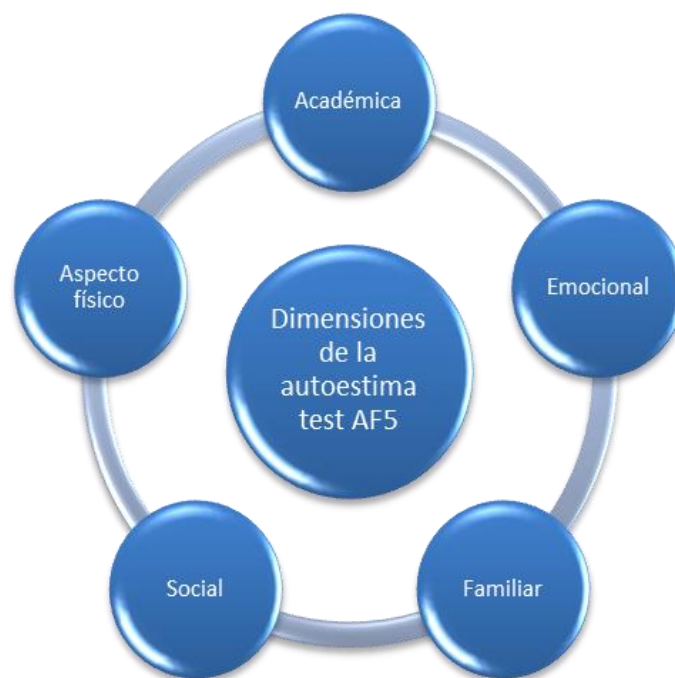 Académica
Emocional
Familiar
Social
Aspecto
físico
Dimensiones
de la
autoestima
test AF5